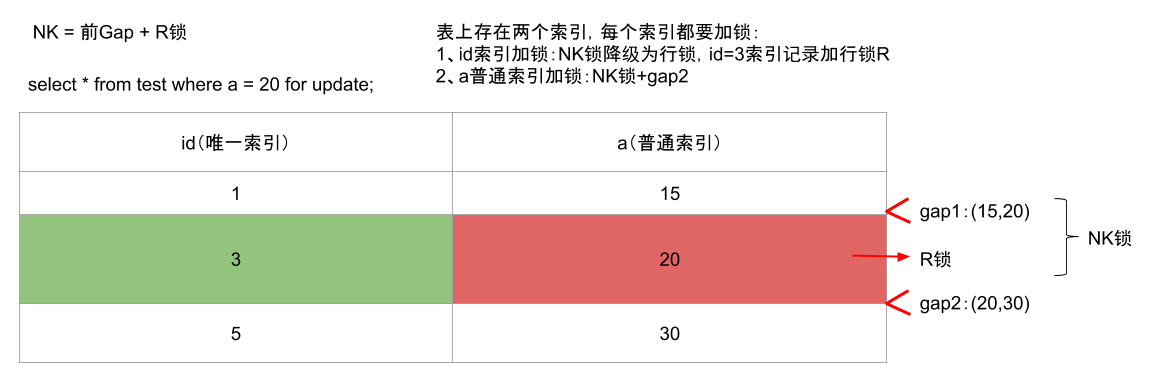 NK = 前Gap + R锁
select * from test where a = 20 for update;
表上存在两个索引，每个索引都要加锁：
1、id索引加锁：NK锁降级为行锁，id=3索引记录加行锁R
2、a普通索引加锁：NK锁+gap2
id（唯一索引） a（普通索引）
1 15
gap1：(15,20)
3 20 R锁
NK锁
gap2：(20,30)
5 30